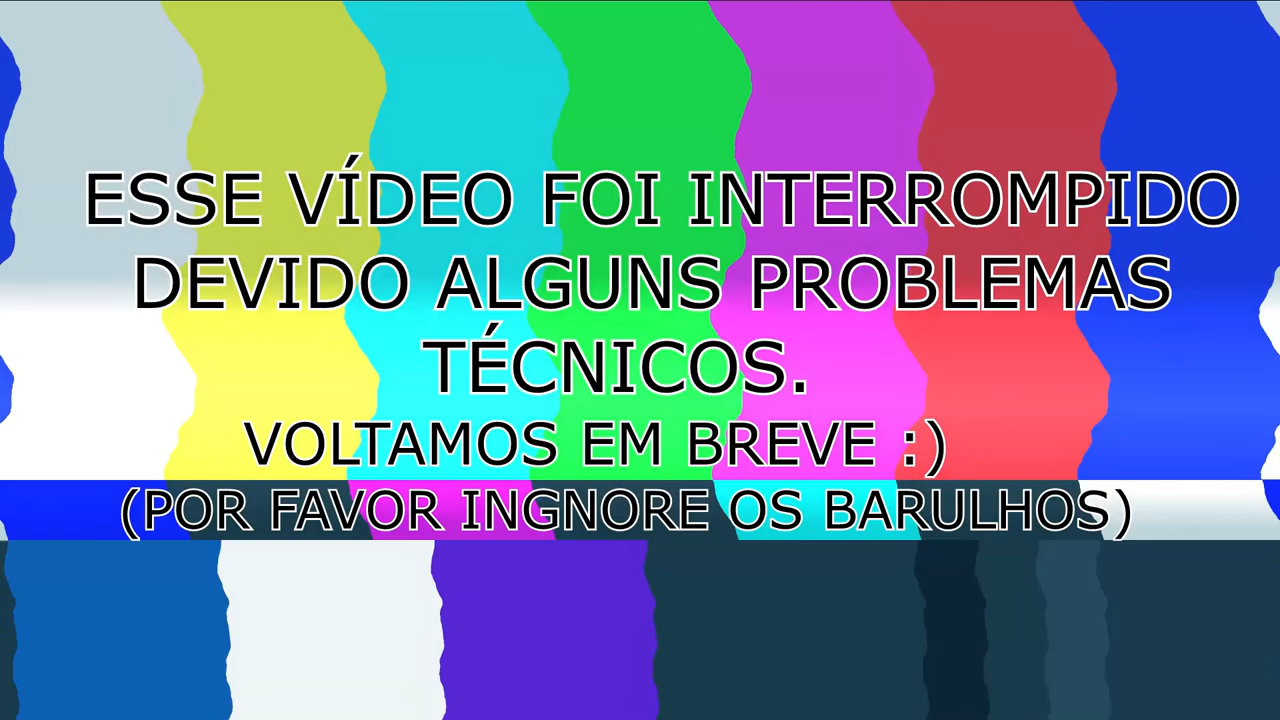 ESSE VÍDEO FOI INTERROMPIDO
DEVIDO ALGUNS PROBLEMAS
TÉCNICOS.
VOLTAMOS EM BREVE :)
(POR FAVOR INGNORE OS BARULHOS)